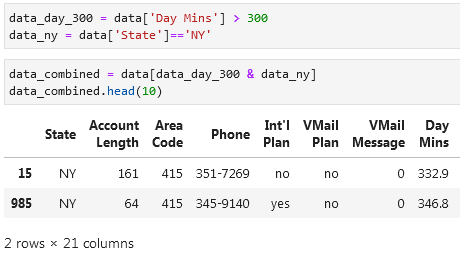 data_day_300 = data['Day Mins'] > 300
data_ny = data['State']=='NY'
data_combined = data[data_day_300 & data_ny]
data_combined.head(10)
State Account Length Area Code Phone Int'l Plan VMail Plan VMail Message Day Mins
15 NY 161 415 351-7269 no no 0 332.9
985 NY 64 415 345-9140 yes no 0 346.8
2 rows × 21 columns